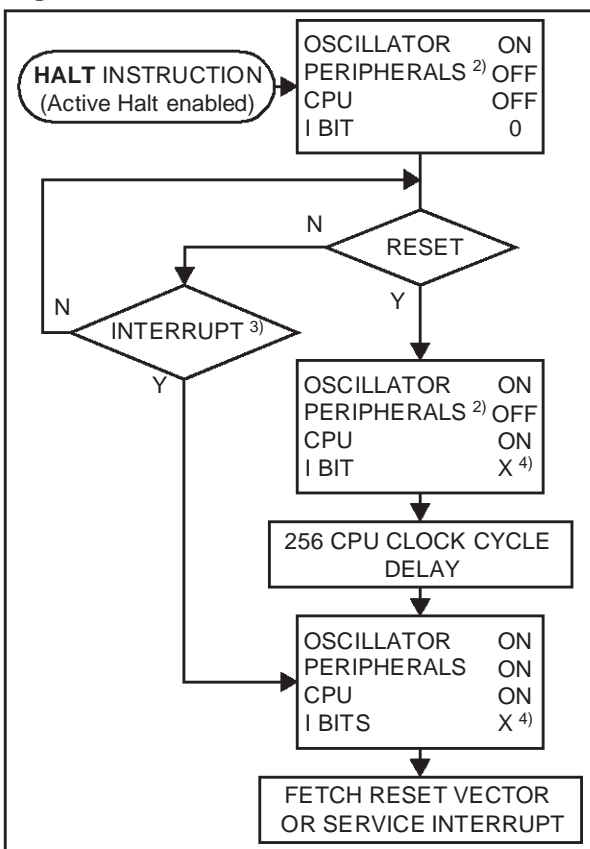 HALT INSTRUCTION
(Active Halt enabled)
OSCILLATOR ON
PERIPHERALS 2) OFF
CPU OFF
I BIT 0
N
RESET
Y
N
INTERRUPT 3)
Y
OSCILLATOR ON
PERIPHERALS 2) OFF
CPU ON
I BIT X 4)
256 CPU CLOCK CYCLE
DELAY
OSCILLATOR ON
PERIPHERALS ON
CPU ON
I BITS X 4)
FETCH RESET VECTOR
OR SERVICE INTERRUPT